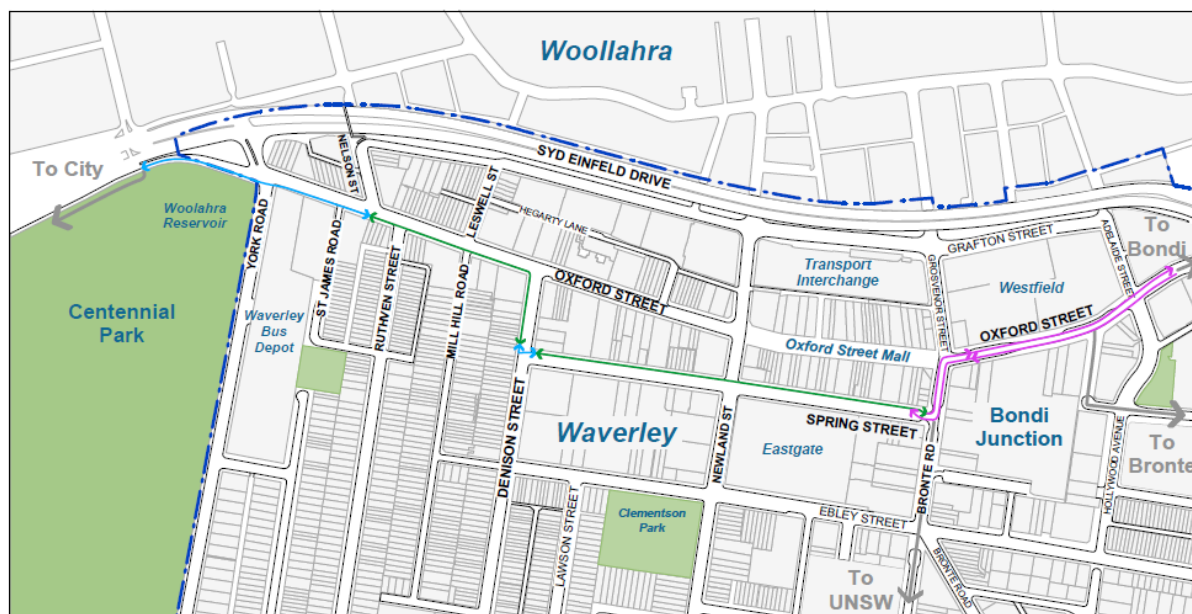 Woollahra
To City
NELSON ST
SYD EINFELD DRIVE
LESWELL ST
HEGARTY LANE
Woolahra
Reservoir
YORK ROAD
ST JAMES ROAD
RUTHVEN STREET
MILL HILL ROAD
OXFORD STREET
Transport
Interchange
GROSVENOR STREET
GRAFTON STREET
ADELAIDE STREET
To
Bondi
Westfield
OXFORD STREET
Centennial
Park
Waverley
Bus
Depot
Oxford Street Mall
DENISON STREET
Waverley
NEWLAND ST
SPRING STREET
Eastgate
BRONTE RD
Bondi
Junction
HOLLYWOOD AVENUE
To
Bronte
LAWSON STREET
Clementson
Park
EBLEY STREET
BRONTE ROAD
To
UNSW